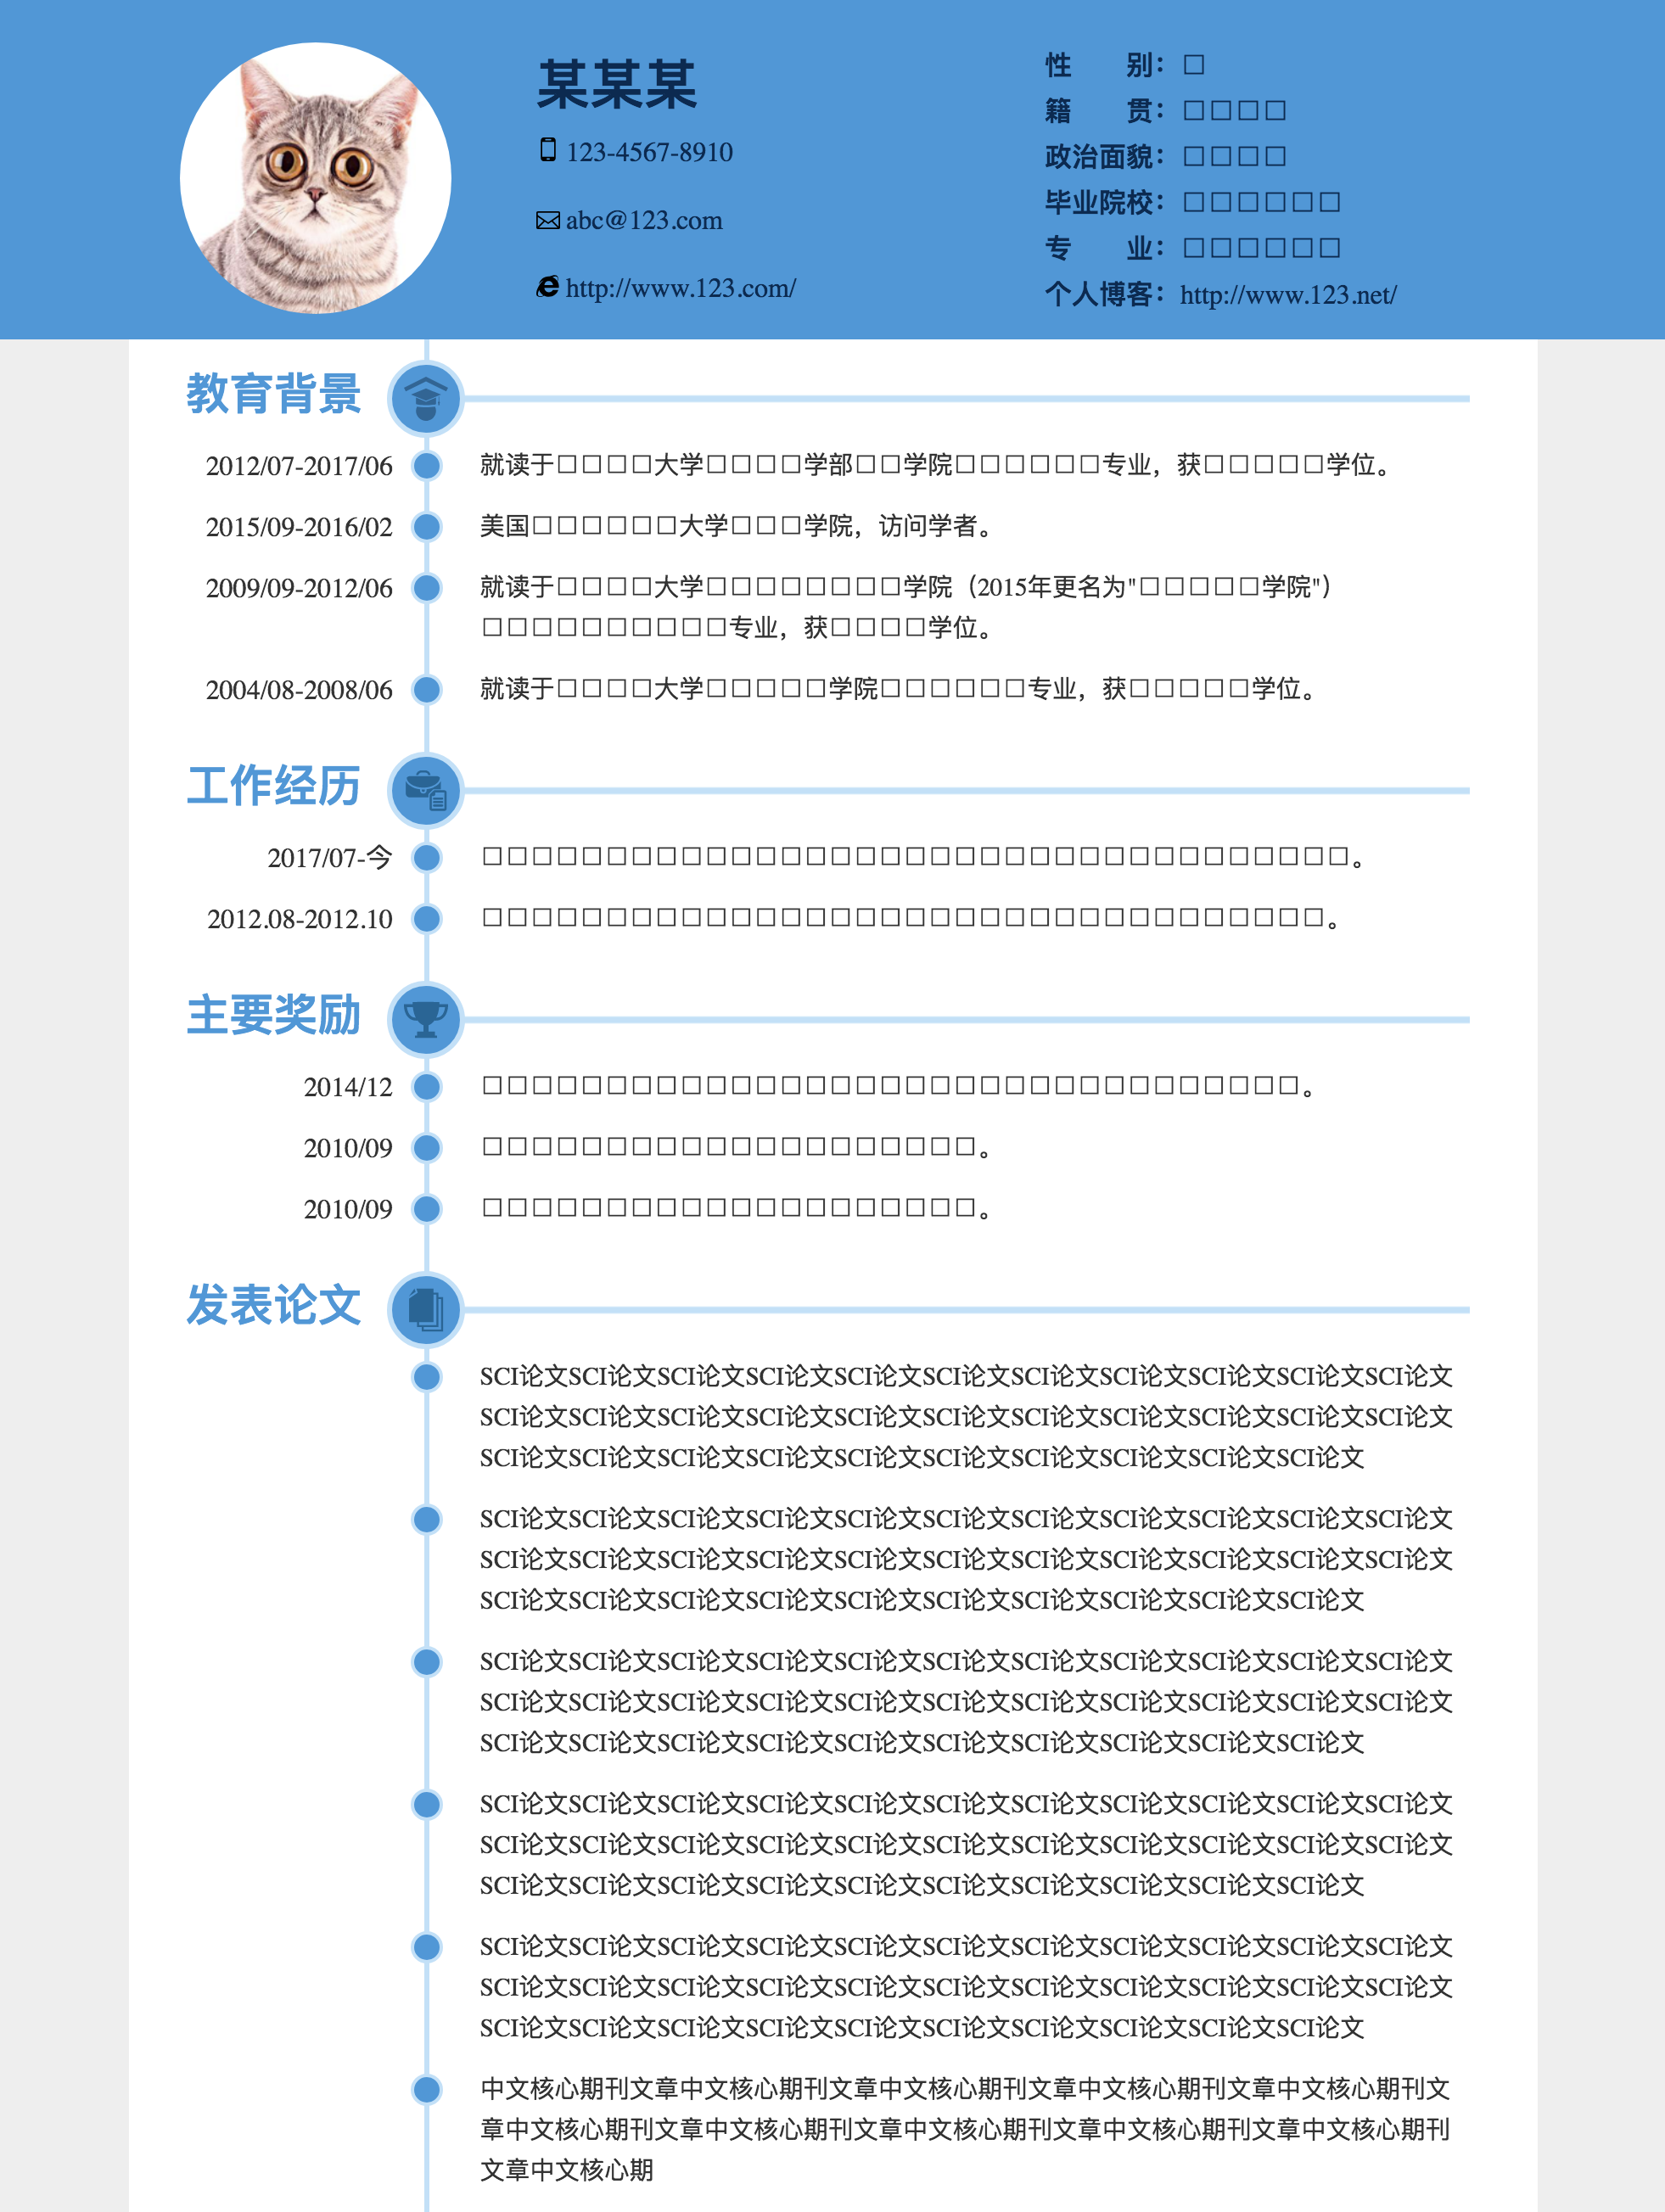 某某某
123-4567-8910
abc@123.com
http://www.123.com/
性　　别：□
籍　　贯：□□□□
政治面貌：□□□□
毕业院校：□□□□□□
专　　业：□□□□□□
个人博客：http://www.123.net/
教育背景
2012/07-2017/06 就读于□□□□大学□□□□学部□□学院□□□□□□专业，获□□□□□学位。
2015/09-2016/02 美国□□□□□□大学□□□学院，访问学者。
2009/09-2012/06 就读于□□□□大学□□□□□□□□学院（2015年更名为"□□□□□学院"）
□□□□□□□□□□专业，获□□□□学位。
2004/08-2008/06 就读于□□□□大学□□□□□学院□□□□□□专业，获□□□□□学位。
工作经历
2017/07-今 □□□□□□□□□□□□□□□□□□□□□□□□□□□□□□□□□□□。
2012.08-2012.10 □□□□□□□□□□□□□□□□□□□□□□□□□□□□□□□□□□。
主要奖励
2014/12 □□□□□□□□□□□□□□□□□□□□□□□□□□□□□□□□□。
2010/09 □□□□□□□□□□□□□□□□□□□□。
2010/09 □□□□□□□□□□□□□□□□□□□□。
发表论文
SCI论文SCI论文SCI论文SCI论文SCI论文SCI论文SCI论文SCI论文SCI论文SCI论文SCI论文
SCI论文SCI论文SCI论文SCI论文SCI论文SCI论文SCI论文SCI论文SCI论文SCI论文SCI论文
SCI论文SCI论文SCI论文SCI论文SCI论文SCI论文SCI论文SCI论文SCI论文SCI论文
SCI论文SCI论文SCI论文SCI论文SCI论文SCI论文SCI论文SCI论文SCI论文SCI论文SCI论文
SCI论文SCI论文SCI论文SCI论文SCI论文SCI论文SCI论文SCI论文SCI论文SCI论文SCI论文
SCI论文SCI论文SCI论文SCI论文SCI论文SCI论文SCI论文SCI论文SCI论文SCI论文
SCI论文SCI论文SCI论文SCI论文SCI论文SCI论文SCI论文SCI论文SCI论文SCI论文SCI论文
SCI论文SCI论文SCI论文SCI论文SCI论文SCI论文SCI论文SCI论文SCI论文SCI论文SCI论文
SCI论文SCI论文SCI论文SCI论文SCI论文SCI论文SCI论文SCI论文SCI论文SCI论文
SCI论文SCI论文SCI论文SCI论文SCI论文SCI论文SCI论文SCI论文SCI论文SCI论文SCI论文
SCI论文SCI论文SCI论文SCI论文SCI论文SCI论文SCI论文SCI论文SCI论文SCI论文SCI论文
SCI论文SCI论文SCI论文SCI论文SCI论文SCI论文SCI论文SCI论文SCI论文SCI论文
SCI论文SCI论文SCI论文SCI论文SCI论文SCI论文SCI论文SCI论文SCI论文SCI论文SCI论文
SCI论文SCI论文SCI论文SCI论文SCI论文SCI论文SCI论文SCI论文SCI论文SCI论文SCI论文
SCI论文SCI论文SCI论文SCI论文SCI论文SCI论文SCI论文SCI论文SCI论文SCI论文
中文核心期刊文章中文核心期刊文章中文核心期刊文章中文核心期刊文章中文核心期刊文
章中文核心期刊文章中文核心期刊文章中文核心期刊文章中文核心期刊文章中文核心期刊
文章中文核心期